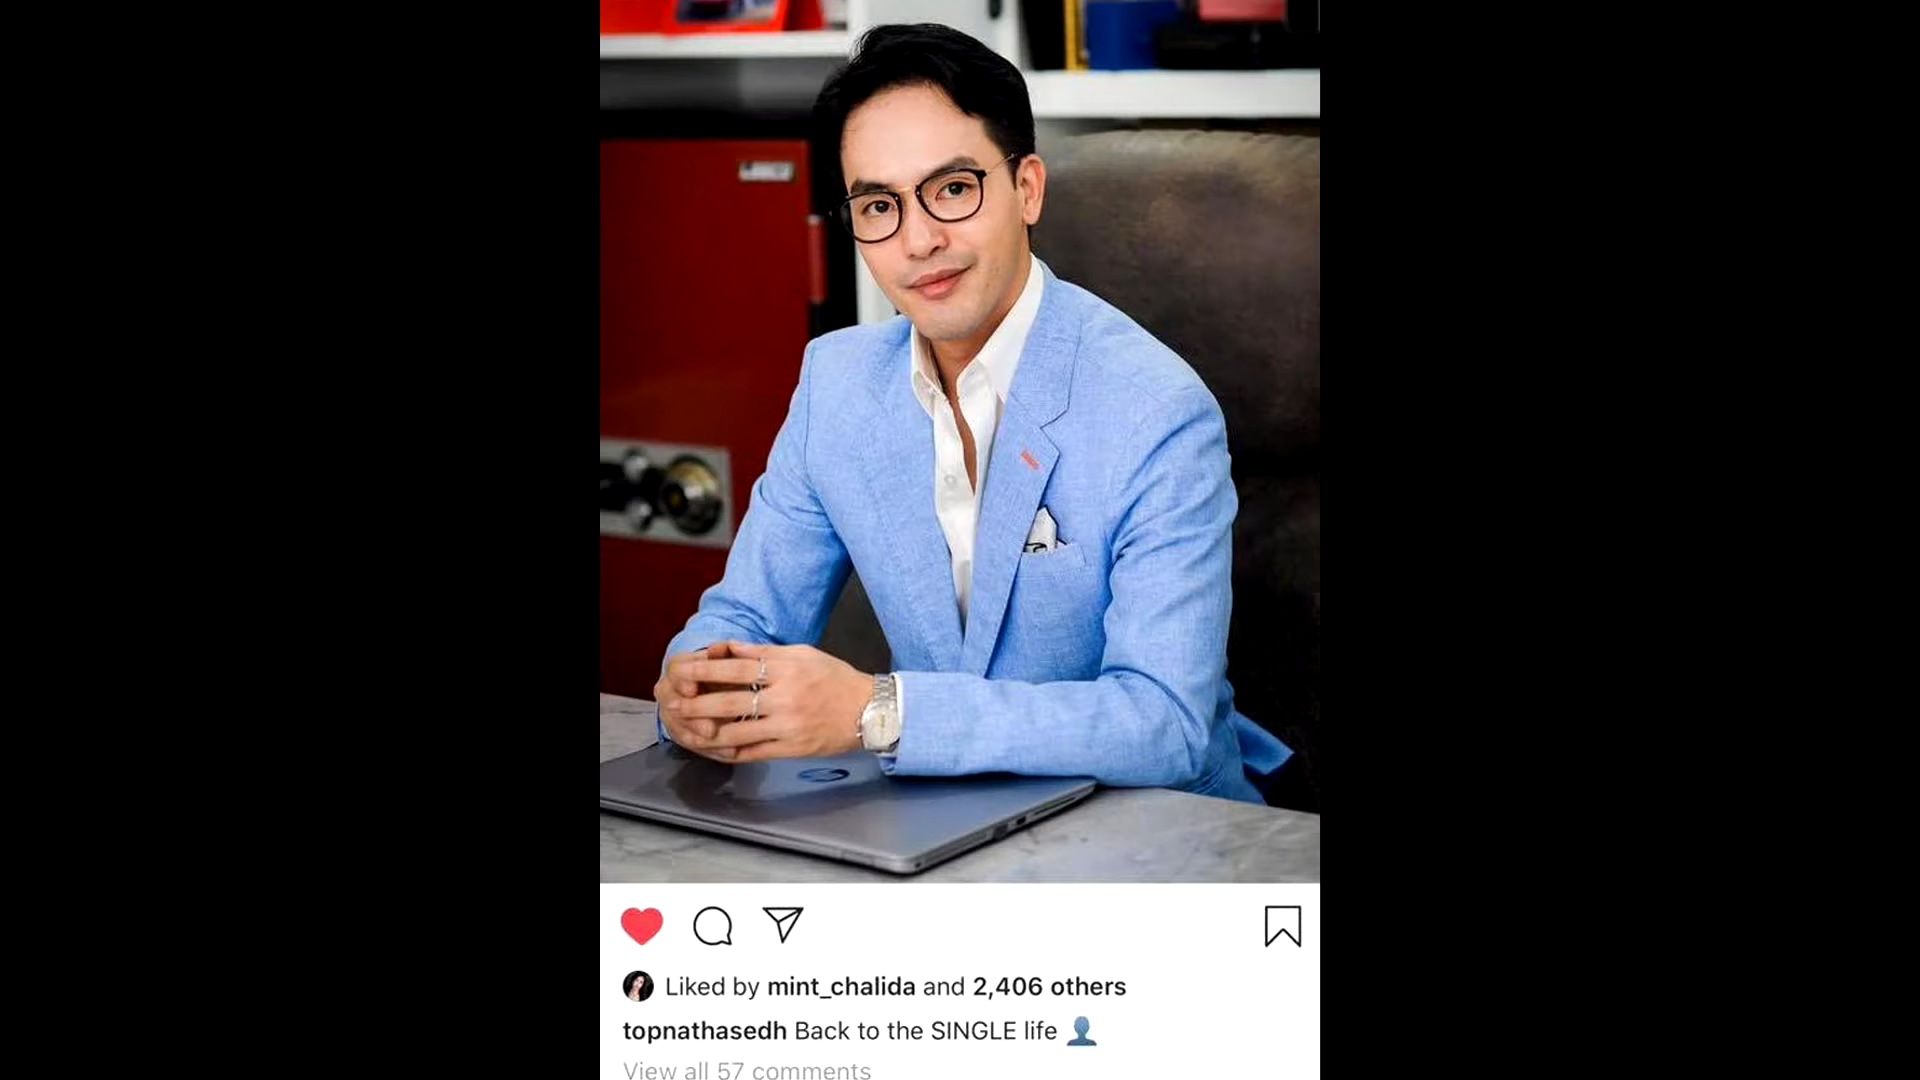 Liked by mint_chalida and 2,406 others
topnathasedh Back to the SINGLE life 👤
View all 57 comments